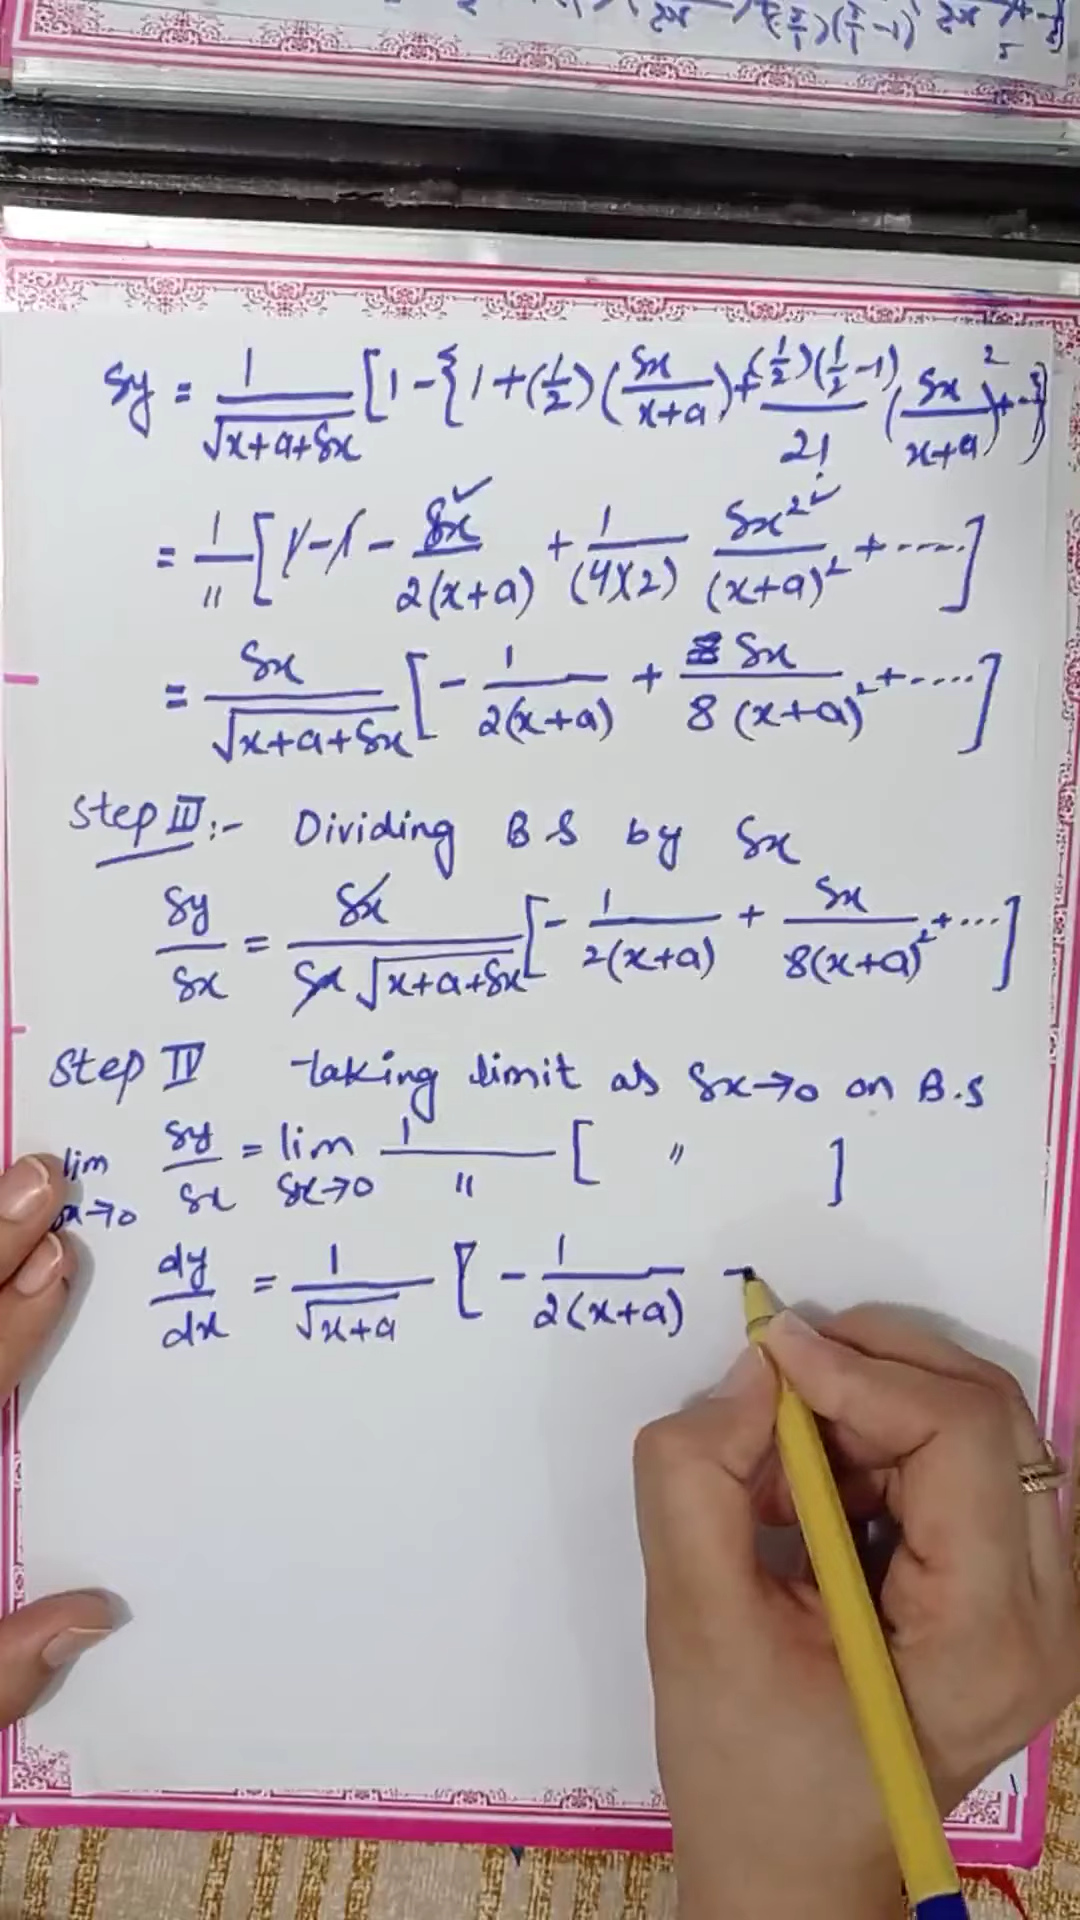 δy = 1/√(x+a+δx) [1-{1+(1/2)(δx/(x+a))+(1/2)(1/2-1)/2! (δx/(x+a))²+--}
= 1/〃 [1-1- δx/2(x+a) + 1/(4×2) δx²/(x+a)² + -----]
= δx/√(x+a+δx) [- 1/2(x+a) + δx/8(x+a)² + ----]
Step III:- Dividing B S by δx
δy/δx = δx/δx√(x+a+δx) [- 1/2(x+a) + δx/8(x+a)² + ...]
Step IV taking limit as δx→0 on B.S
lim δx→0 δy/δx = lim δx→0 1/〃 [ 〃 ]
dy/dx = 1/√(x+a) [- 1/2(x+a)